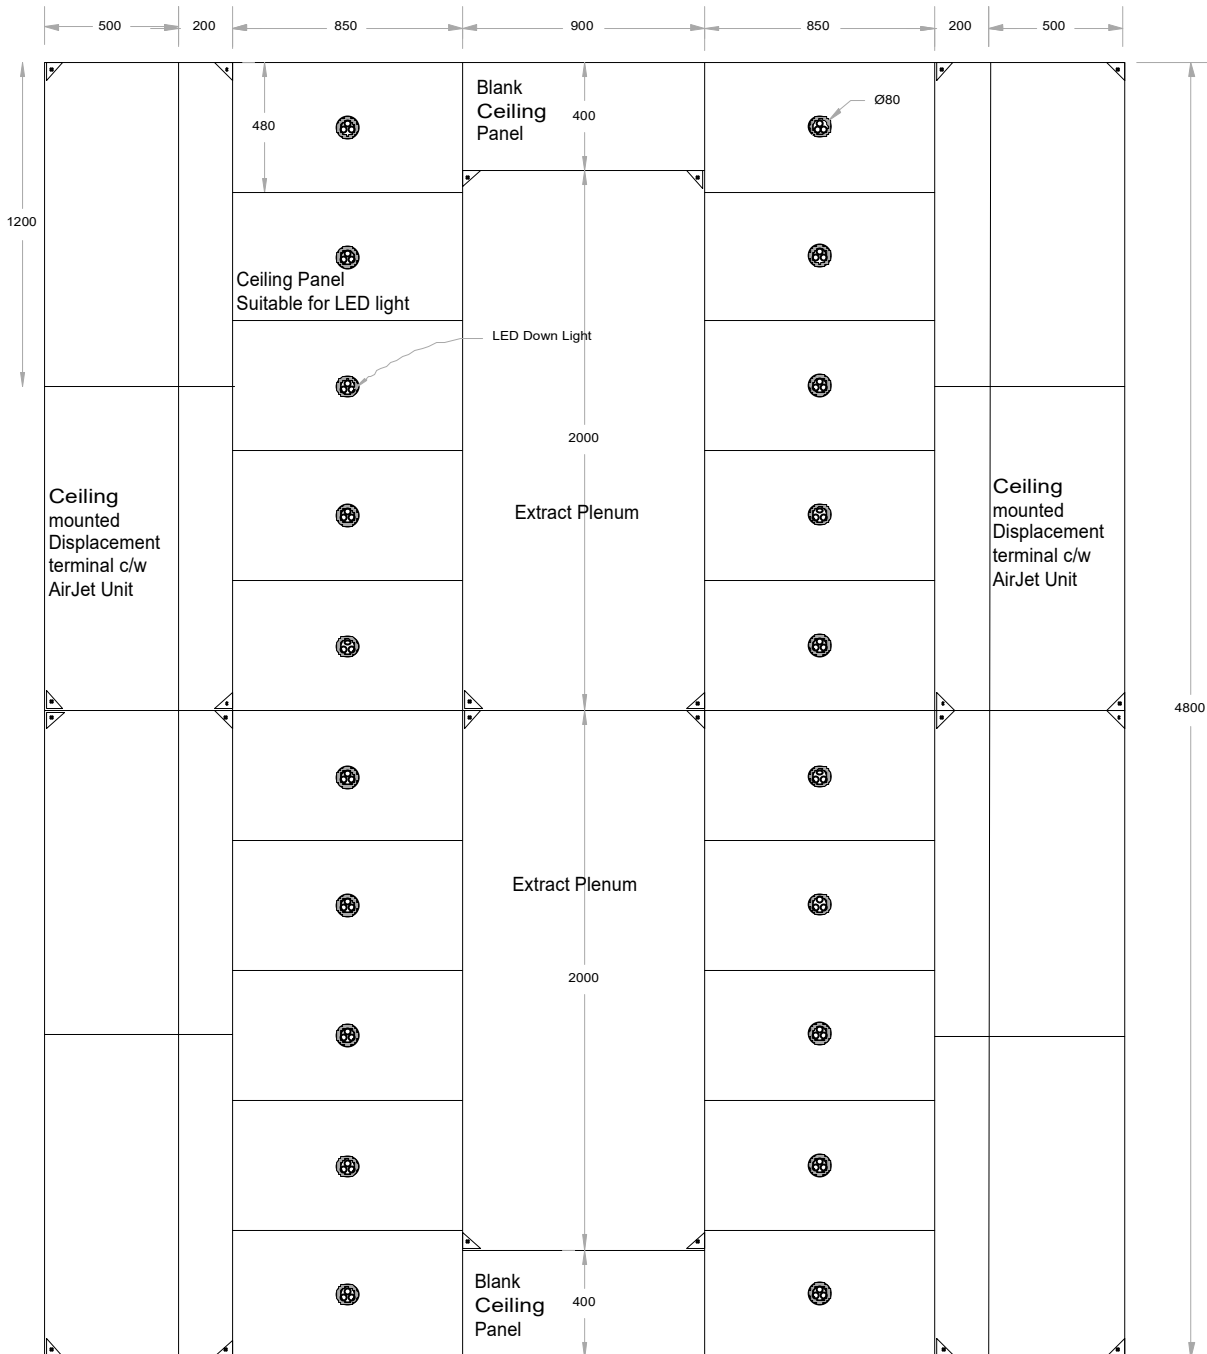 500
200
850
900
850
200
500
Blank
Ceiling
Panel
400
480
Ø80
1200
Ceiling Panel
Suitable for LED light
LED Down Light
2000
Extract Plenum
Ceiling
mounted
Displacement
terminal c/w
AirJet Unit
Ceiling
mounted
Displacement
terminal c/w
AirJet Unit
4800
Extract Plenum
2000
Blank
Ceiling
Panel
400